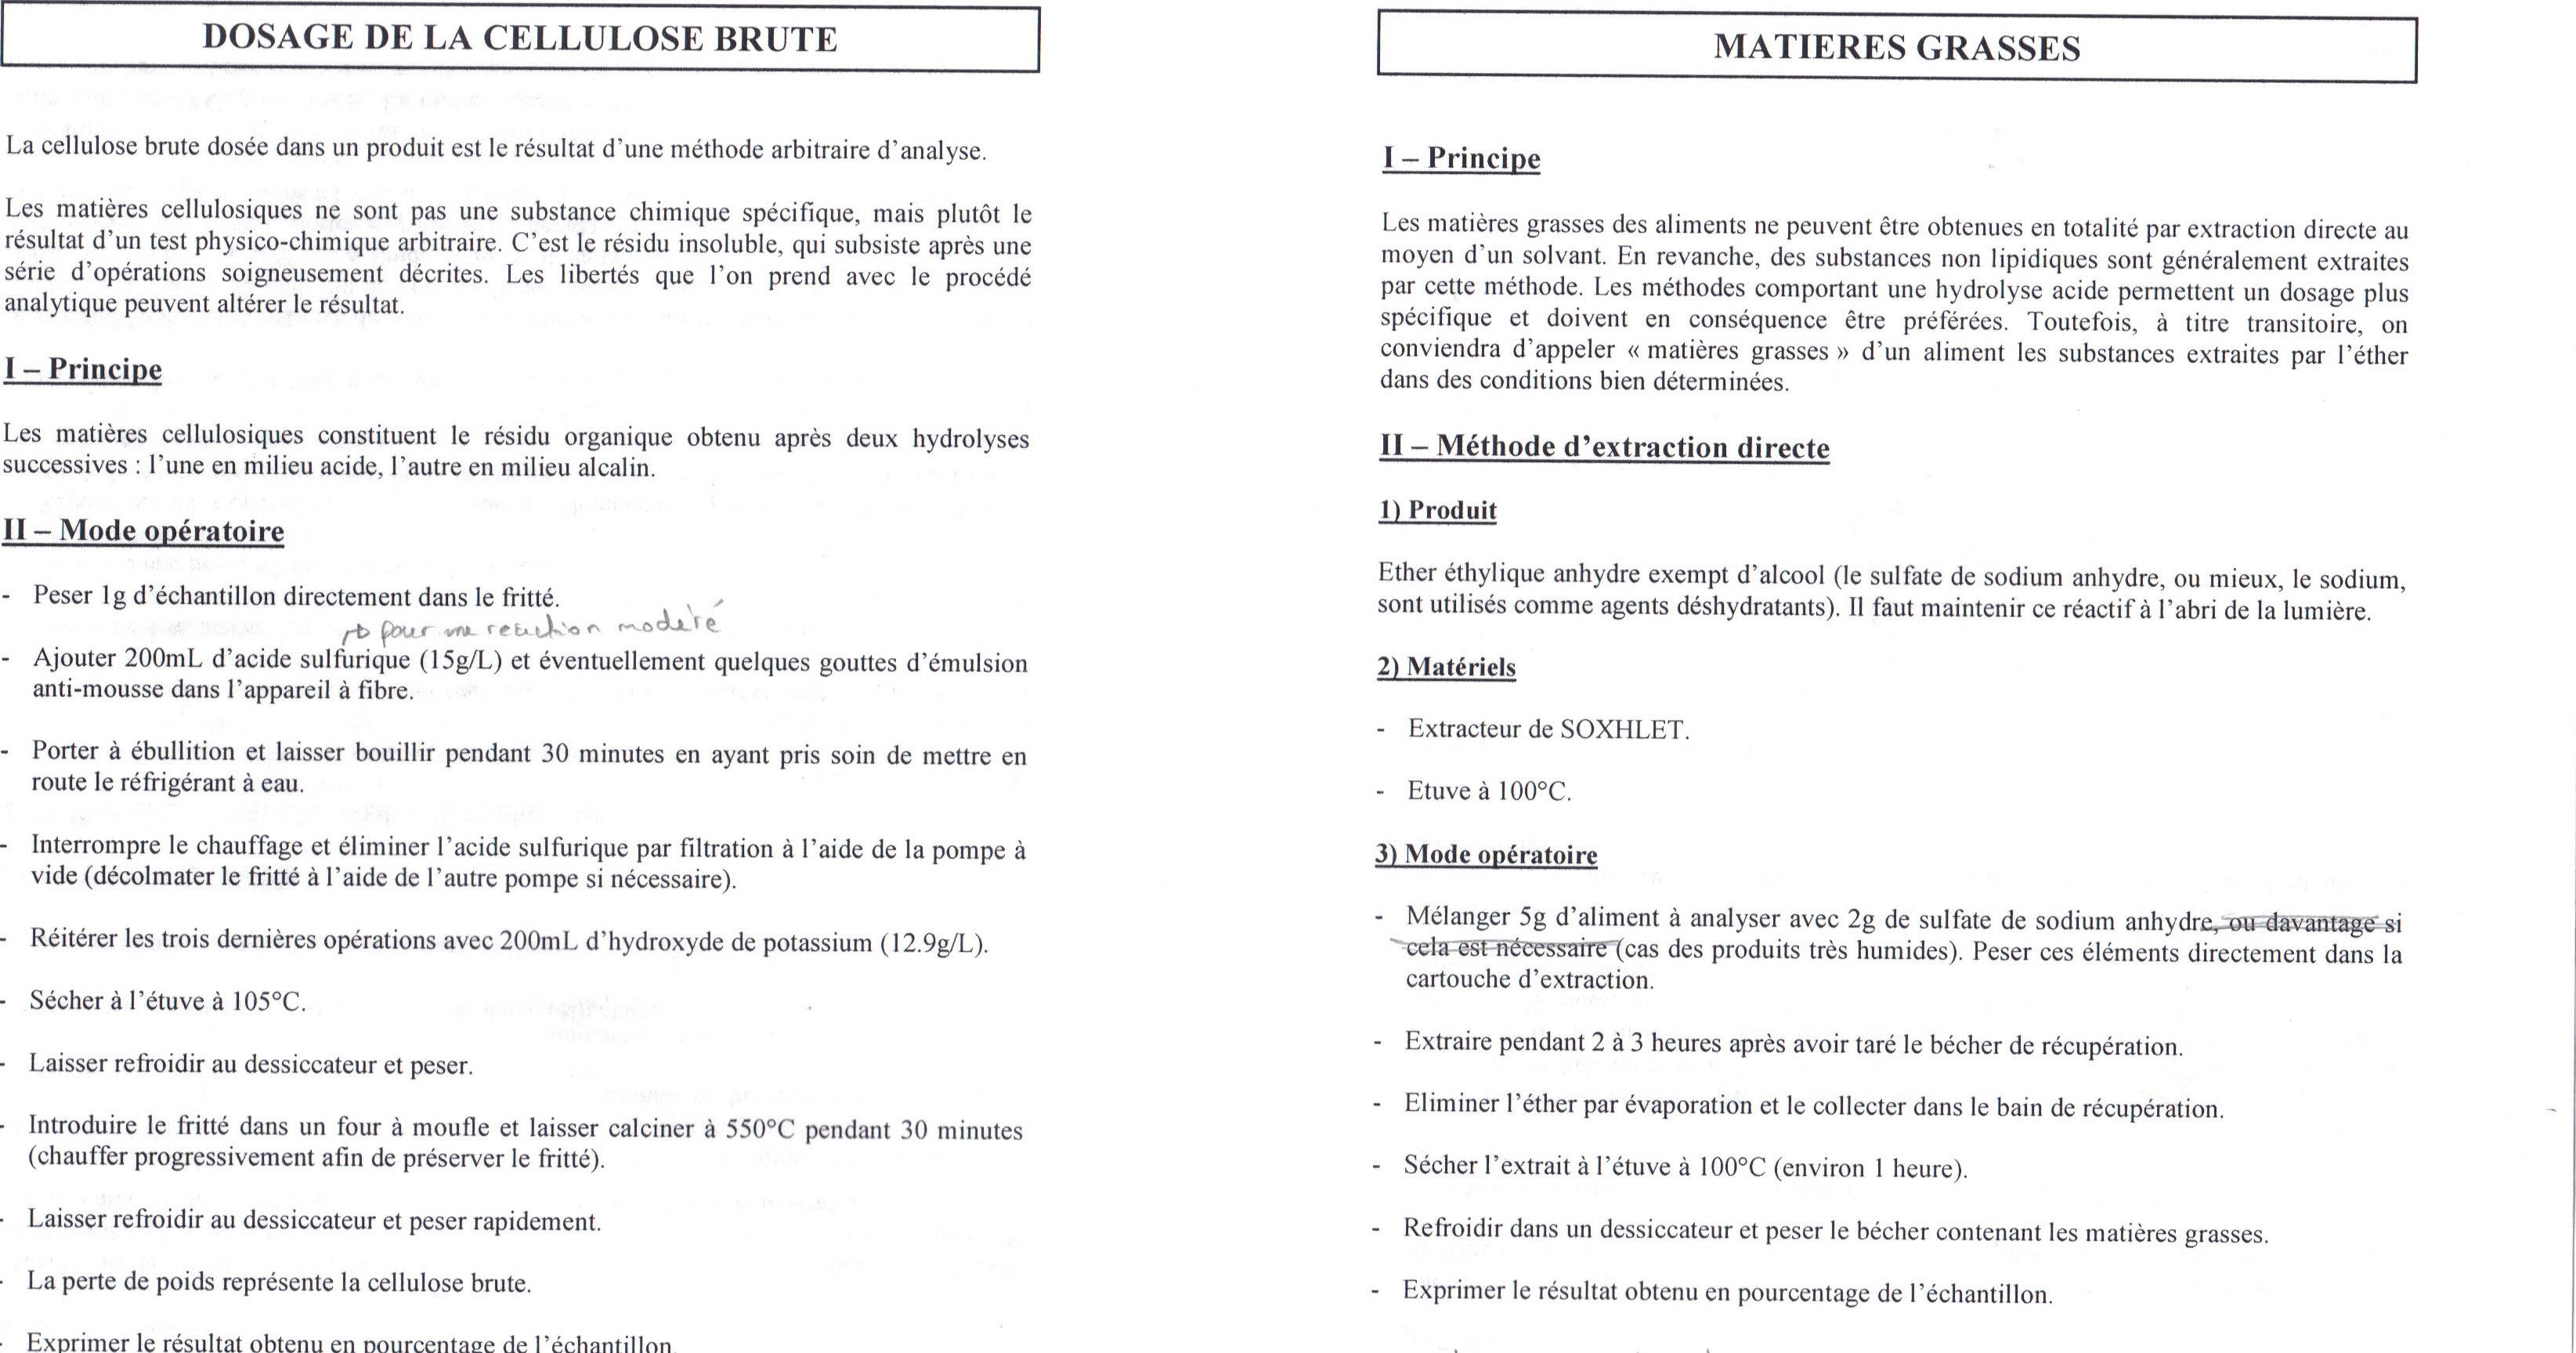 DOSAGE DE LA CELLULOSE BRUTE
La cellulose brute dosée dans un produit est le résultat d'une méthode arbitraire d'analyse.
Les matières cellulosiques ne sont pas une substance chimique spécifique, mais plutôt le
résultat d'un test physico-chimique arbitraire. C'est le résidu insoluble, qui subsiste après une
série d'opérations soigneusement décrites. Les libertés que l'on prend avec le procédé
analytique peuvent altérer le résultat.
I – Principe
Les matières cellulosiques constituent le résidu organique obtenu après deux hydrolyses
successives : l'une en milieu acide, l'autre en milieu alcalin.
II – Mode opératoire
- Peser 1g d'échantillon directement dans le fritté.
pour une reaction modéré
- Ajouter 200mL d'acide sulfurique (15g/L) et éventuellement quelques gouttes d'émulsion
anti-mousse dans l'appareil à fibre.
- Porter à ébullition et laisser bouillir pendant 30 minutes en ayant pris soin de mettre en
route le réfrigérant à eau.
- Interrompre le chauffage et éliminer l'acide sulfurique par filtration à l'aide de la pompe à
vide (décolmater le fritté à l'aide de l'autre pompe si nécessaire).
- Réitérer les trois dernières opérations avec 200mL d'hydroxyde de potassium (12.9g/L).
- Sécher à l'étuve à 105°C.
- Laisser refroidir au dessiccateur et peser.
- Introduire le fritté dans un four à moufle et laisser calciner à 550°C pendant 30 minutes
(chauffer progressivement afin de préserver le fritté).
- Laisser refroidir au dessiccateur et peser rapidement.
- La perte de poids représente la cellulose brute.
- Exprimer le résultat obtenu en pourcentage de l'échantillon.
MATIERES GRASSES
I – Principe
Les matières grasses des aliments ne peuvent être obtenues en totalité par extraction directe au
moyen d'un solvant. En revanche, des substances non lipidiques sont généralement extraites
par cette méthode. Les méthodes comportant une hydrolyse acide permettent un dosage plus
spécifique et doivent en conséquence être préférées. Toutefois, à titre transitoire, on
conviendra d'appeler « matières grasses » d'un aliment les substances extraites par l'éther
dans des conditions bien déterminées.
II – Méthode d'extraction directe
1) Produit
Ether éthylique anhydre exempt d'alcool (le sulfate de sodium anhydre, ou mieux, le sodium,
sont utilisés comme agents déshydratants). Il faut maintenir ce réactif à l'abri de la lumière.
2) Matériels
- Extracteur de SOXHLET.
- Etuve à 100°C.
3) Mode opératoire
- Mélanger 5g d'aliment à analyser avec 2g de sulfate de sodium anhydre, ou davantage si
cela est nécessaire (cas des produits très humides). Peser ces éléments directement dans la
cartouche d'extraction.
- Extraire pendant 2 à 3 heures après avoir taré le bécher de récupération.
- Eliminer l'éther par évaporation et le collecter dans le bain de récupération.
- Sécher l'extrait à l'étuve à 100°C (environ 1 heure).
- Refroidir dans un dessiccateur et peser le bécher contenant les matières grasses.
- Exprimer le résultat obtenu en pourcentage de l'échantillon.